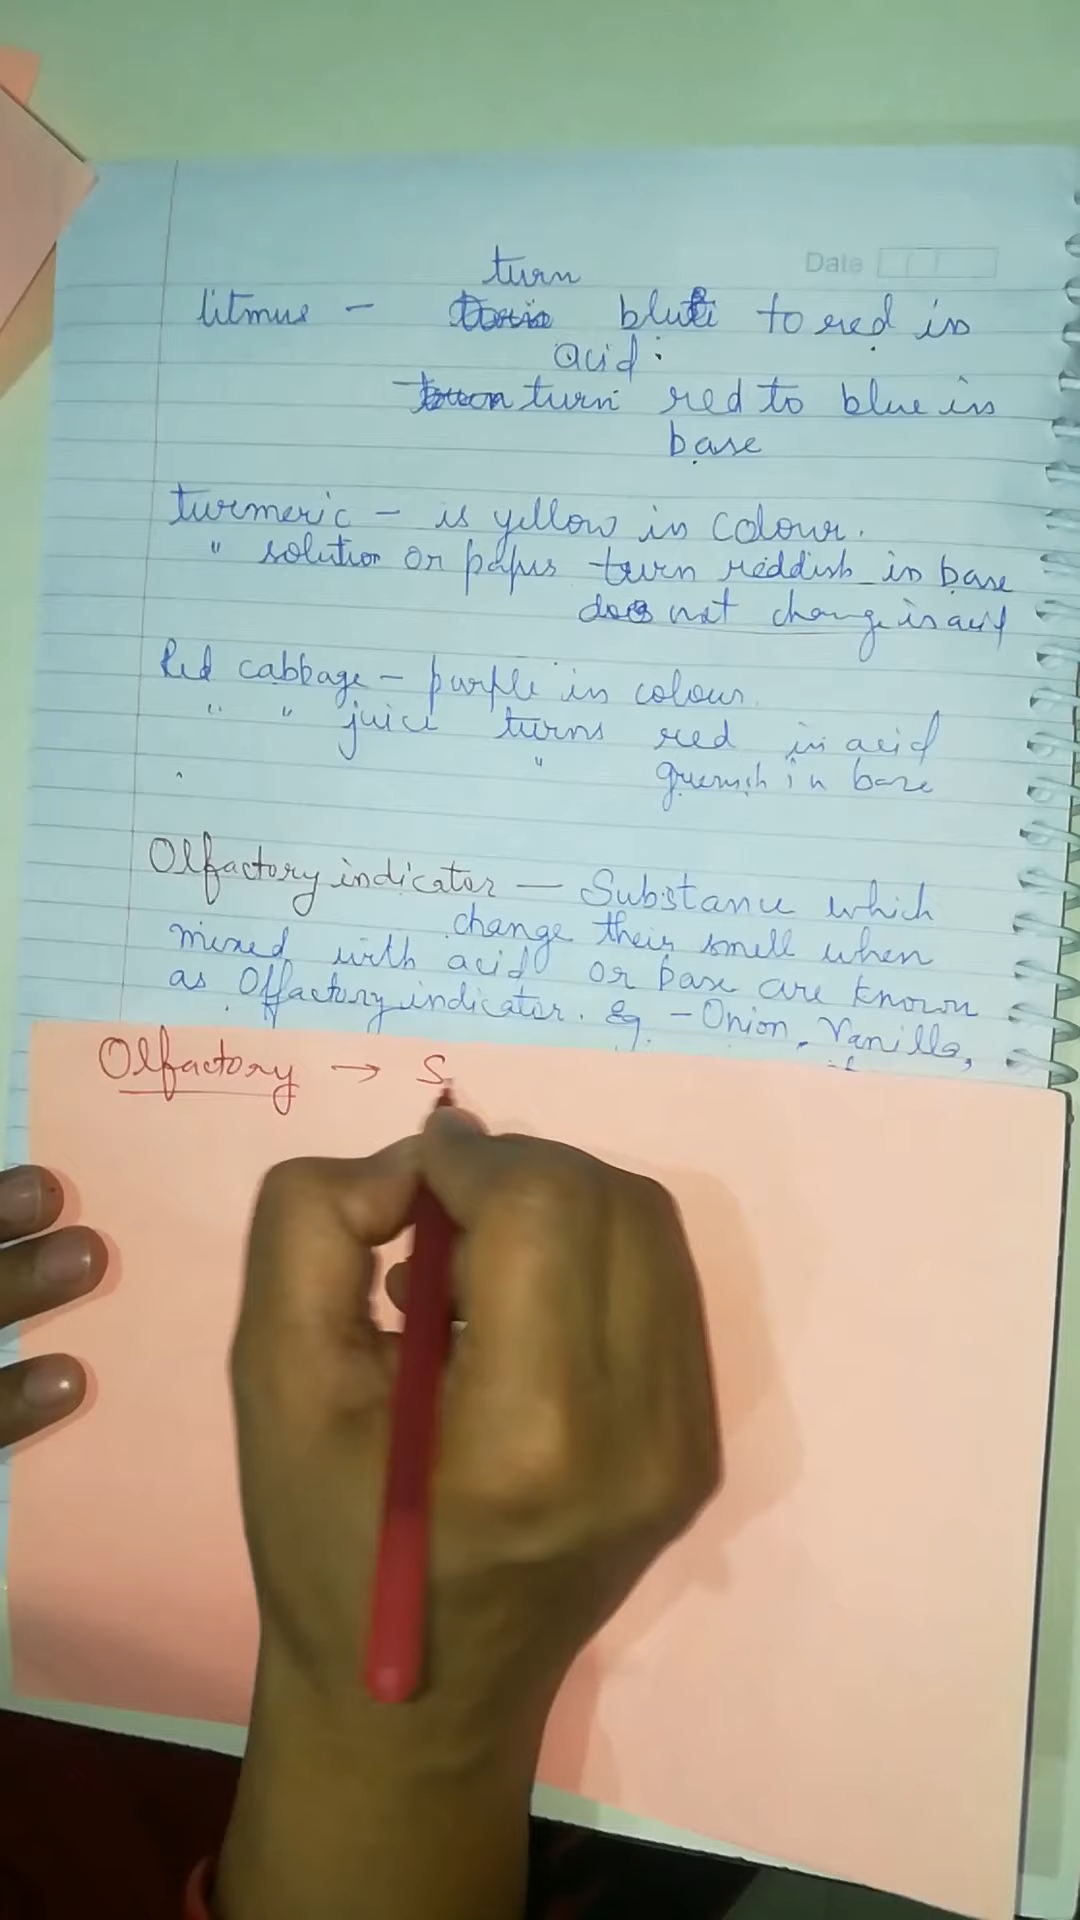 Date
turn
litmus - blue to red in
acid:
turn red to blue in
base
turmeric - is yellow in colour.
" solution or paper turn reddish in base
does not change in acid
Red cabbage - purple in colour.
" " juice turns red in acid
" greenish in base
Olfactory indicator - Substance which
change their smell when
mixed with acid or base are known
as Olfactory indicator. Eg - Onion, Vanilla,
Olfactory → S